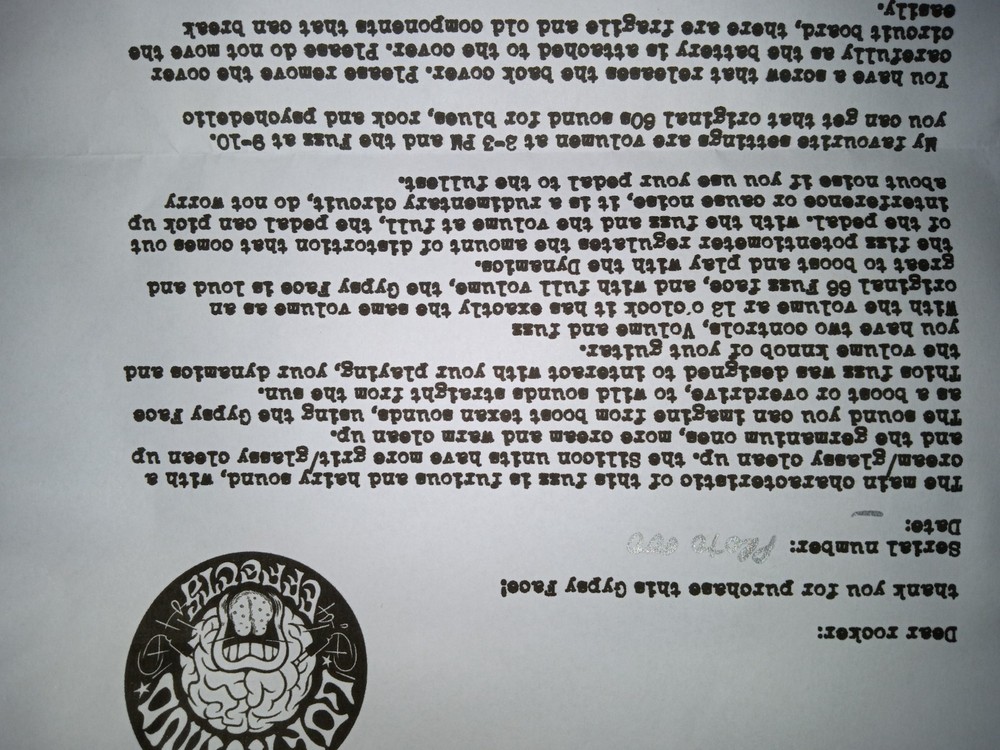 Dear rocker:
thank you for purchase this Gypsy Face!
Serial number:
Date:
The main characteristic of this fuzz is furious and hairy sound, with a
cream/glassy clean up. the Silicon units have more grit/glassy clean up
and the germanium ones, more cream and warm clean up.
The sound you can imagine from boost texan sounds, using the Gypsy Face
as a boost or overdrive, to wild sounds straight from the sun.
Thios fuzz was designed to interact with your playing, your dynamics and
the volume knnob of yout guitar.
you have two controls, Volume and fuzz
with the volume ar 12 o'clock it has exactly the same volume as an
original 66 Fuzz face, and with full volume, the Gypsy Face is loud and
great to boost and play with the Dynamics.
the fizz potentiometer regulates the amount of distortion that comes out
of the pedal. with the fuzz and the volume at full, the pedal can pick up
interference or cause noise, it is a rudimentary circuit, do not worry
about noise if you use your pedal to the fullest.
My favourite settings are volumen at 2-3 PM and the Fuzz at 9-10.
you can get that original 60s sound for blues, rock and psychedelic
You have a screw that releases the back cover. Please remove the cover
carefully as the battery is attached to the cover. Please do not move the
circuit board, there are fragile and old components that can break
easily.
EFFECTS